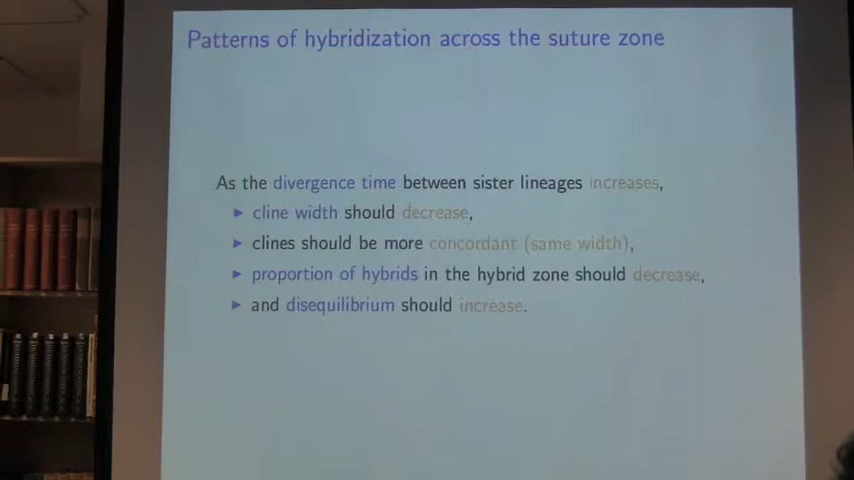 Patterns of hybridization across the suture zone
As the divergence time between sister lineages increases,
▶ cline width should decrease,
▶ clines should be more concordant (same width),
▶ proportion of hybrids in the hybrid zone should decrease,
▶ and disequilibrium should increase.